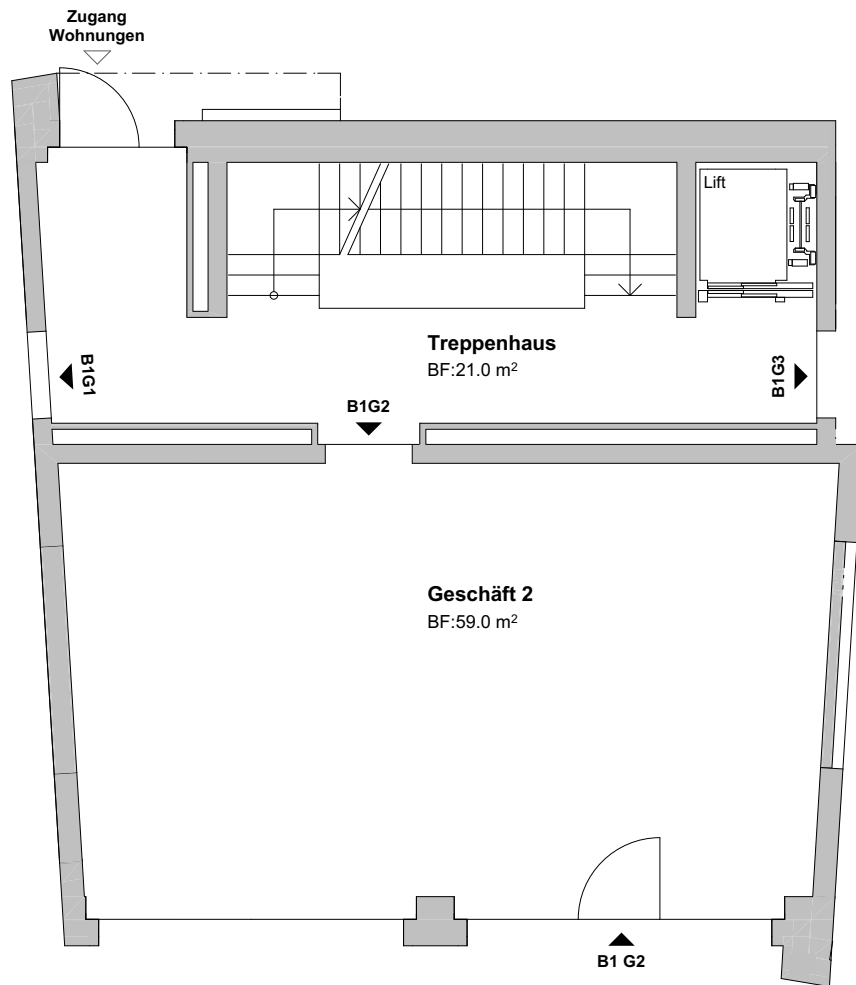 Zugang
Wohnungen
Lift
Treppenhaus
BF:21.0 m²
B1G1
B1G3
B1G2
Geschäft 2
BF:59.0 m²
B1 G2